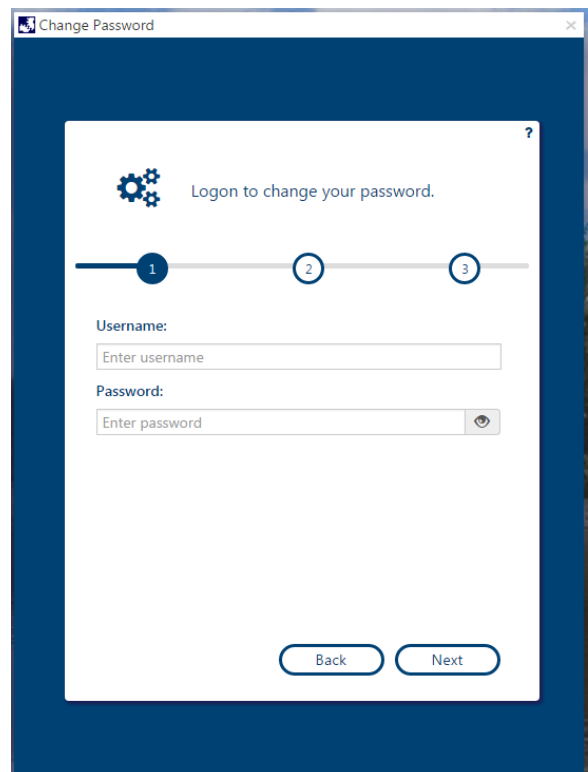 Change Password
?
Logon to change your password.
1 2 3
Username:
Enter username
Password:
Enter password
Back Next